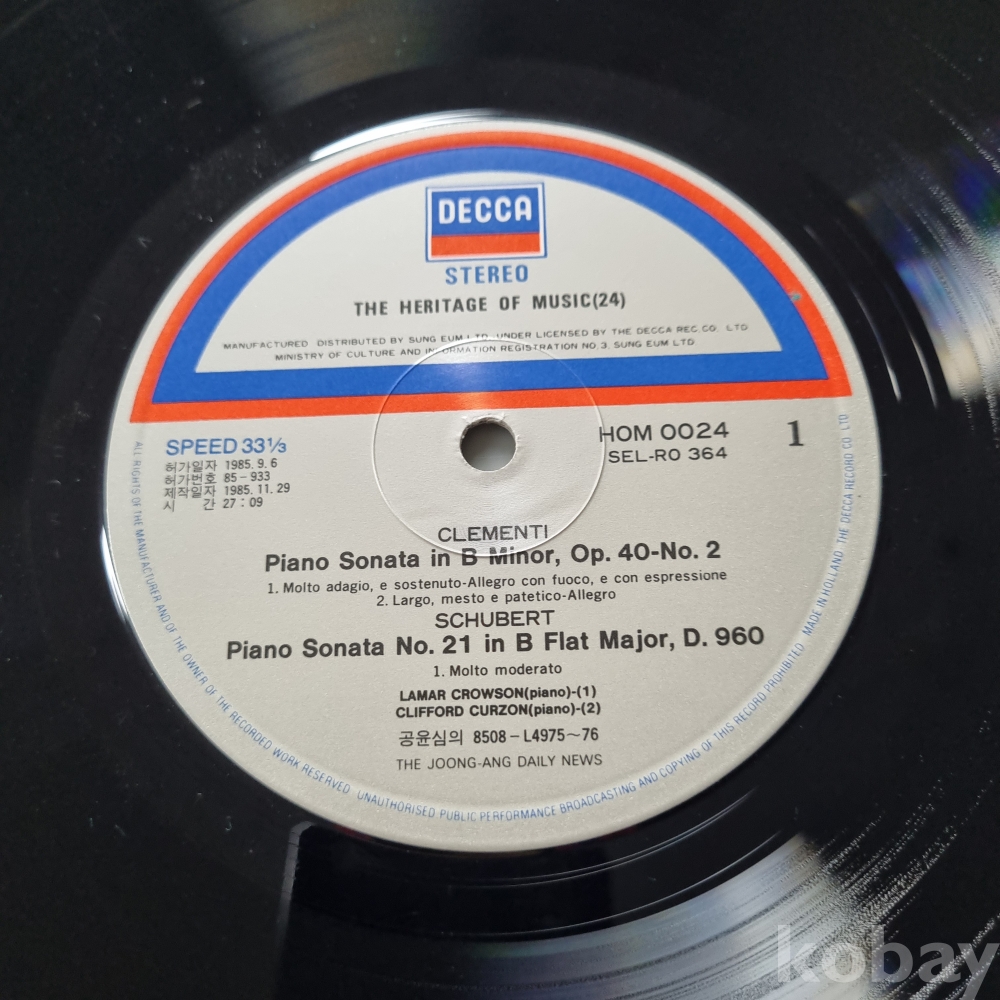 DECCA
STEREO
THE HERITAGE OF MUSIC(24)
MANUFACTURED DISTRIBUTED BY SUNG EUM LTD. UNDER LICENSED BY THE DECCA REC.CO. LTD
MINISTRY OF CULTURE AND INFORMATION REGISTRATION NO.3. SUNG EUM LTD
SPEED 33⅓
허가일자 1985. 9. 6
허가번호 85-933
제작일자 1985. 11. 29
시 간 27 : 09
HOM 0024
SEL-RO 364
1
CLEMENTI
Piano Sonata in B Minor, Op. 40-No. 2
1. Molto adagio, e sostenuto-Allegro con fuoco, e con espressione
2. Largo, mesto e patetico-Allegro
SCHUBERT
Piano Sonata No. 21 in B Flat Major, D. 960
1. Molto moderato
LAMAR CROWSON(piano)-(1)
CLIFFORD CURZON(piano)-(2)
공윤심의 8508-L4975~76
THE JOONG-ANG DAILY NEWS
ALL RIGHTS OF THE MANUFACTURER AND OF THE OWNER OF THE RECORDED WORK RESERVED. UNAUTHORISED PUBLIC PERFORMANCE BROADCASTING AND COPYING OF THIS RECORD PROHIBITED. MADE IN HOLLAND THE DECCA RECORD CO LTD
kobay